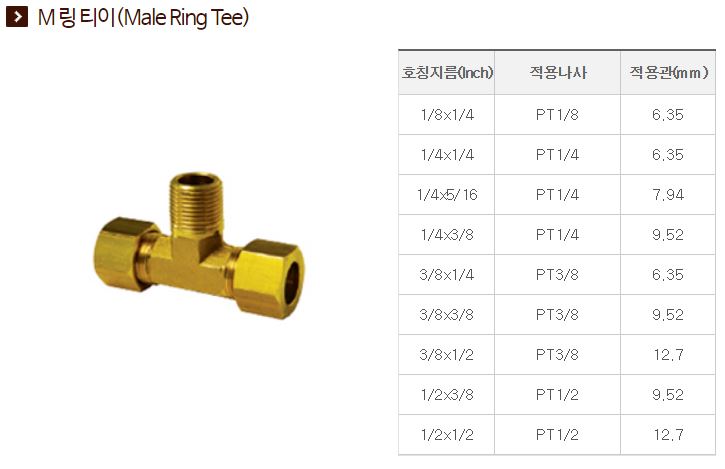 M링티이(Male Ring Tee)
호칭지름(Inch) 적용나사 적용관(mm)
1/8x1/4 PT1/8 6.35
1/4x1/4 PT1/4 6.35
1/4x5/16 PT1/4 7.94
1/4x3/8 PT1/4 9.52
3/8x1/4 PT3/8 6.35
3/8x3/8 PT3/8 9.52
3/8x1/2 PT3/8 12.7
1/2x3/8 PT1/2 9.52
1/2x1/2 PT1/2 12.7